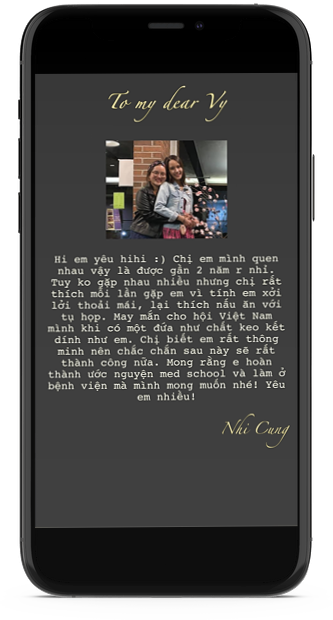 To my dear Vy
Hi em yêu hihi :) Chị em mình quen
nhau vậy là được gần 2 năm r nhỉ.
Tuy ko gặp nhau nhiều nhưng chị rất
thích mỗi lần gặp em vì tính em xởi
lởi thoải mái, lại thích nấu ăn với
tụ họp. May mắn cho hội Việt Nam
mình khi có một đứa như chất keo kết
dính như em. Chị biết em rất thông
minh nên chắc chắn sau này sẽ rất
thành công nữa. Mong rằng e hoàn
thành ước nguyện med school và làm ở
bệnh viện mà mình mong muốn nhé! Yêu
em nhiều!
Nhi Cung